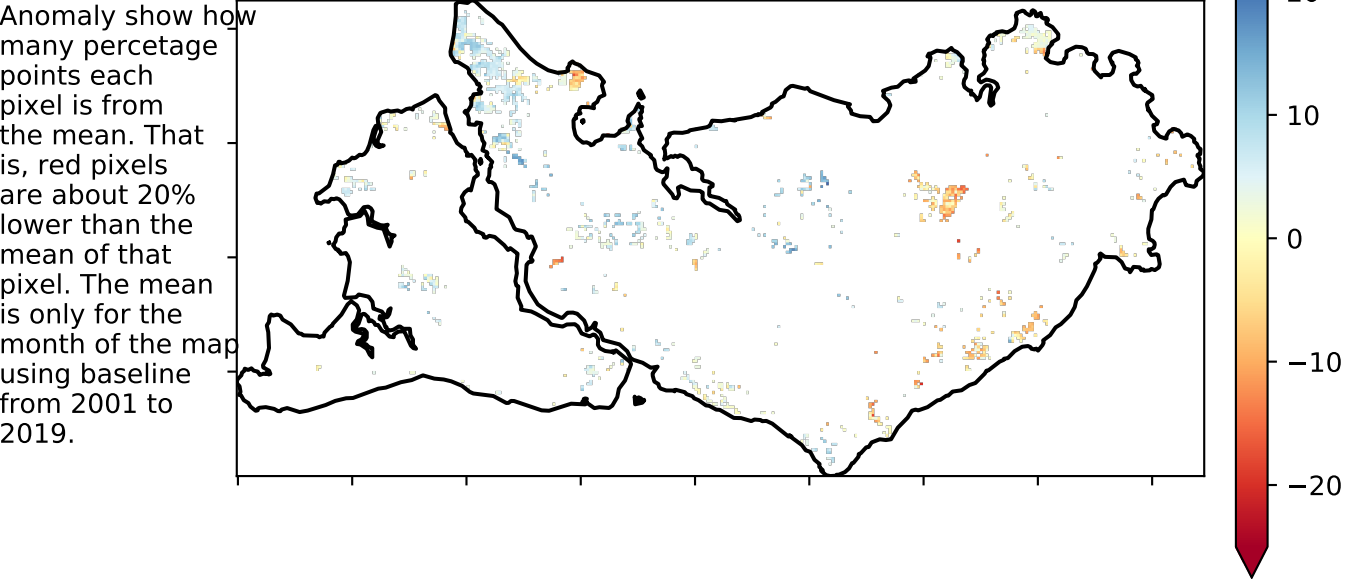 Anomaly show how
many percetage
points each
pixel is from
the mean. That
is, red pixels
are about 20%
lower than the
mean of that
pixel. The mean
is only for the
month of the map
using baseline
from 2001 to
2019.
10
0
−10
−20